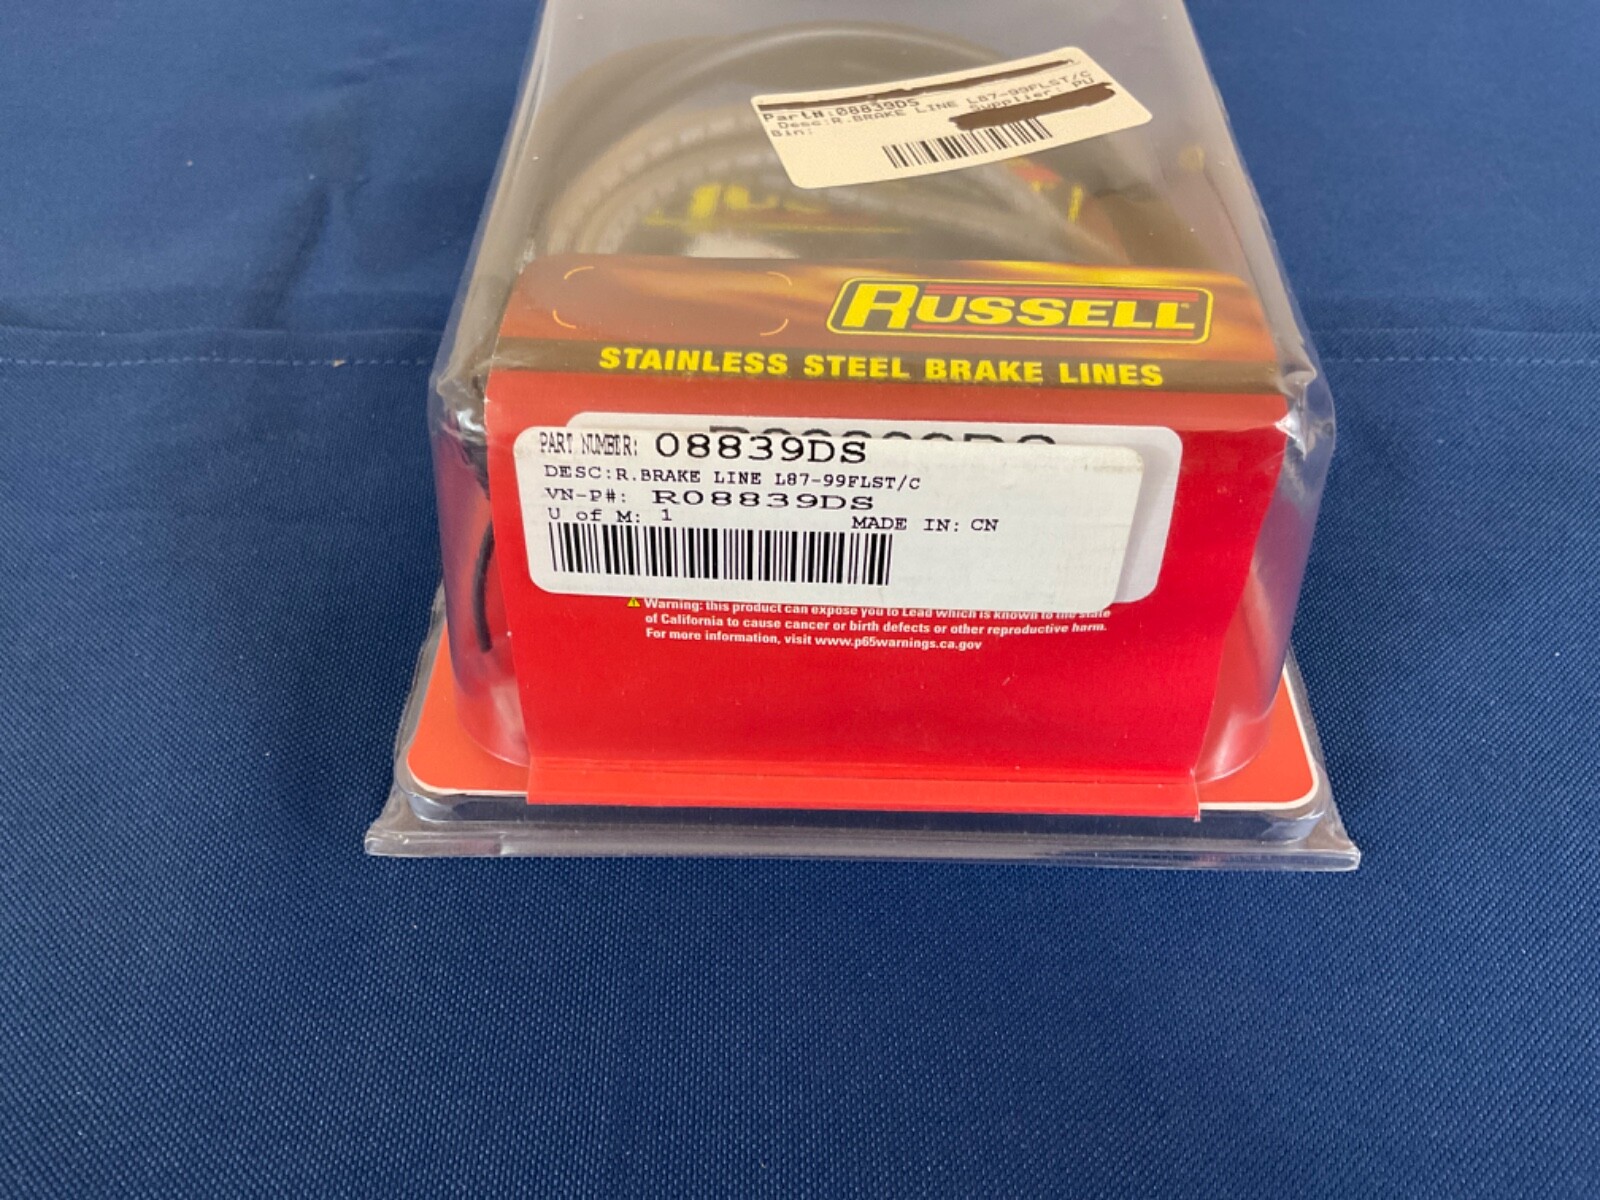 Part#:08839DS
Desc:R.BRAKE LINE L87-99FLST/C
Bin: Supplier: PU
RUSSELL
STAINLESS STEEL BRAKE LINES
PART NUMBER: 08839DS
DESC:R.BRAKE LINE L87-99FLST/C
VN-P#: R08839DS
U of M: 1 MADE IN: CN
Warning: this product can expose you to Lead which is known to the state
of California to cause cancer or birth defects or other reproductive harm.
For more information, visit www.p65warnings.ca.gov